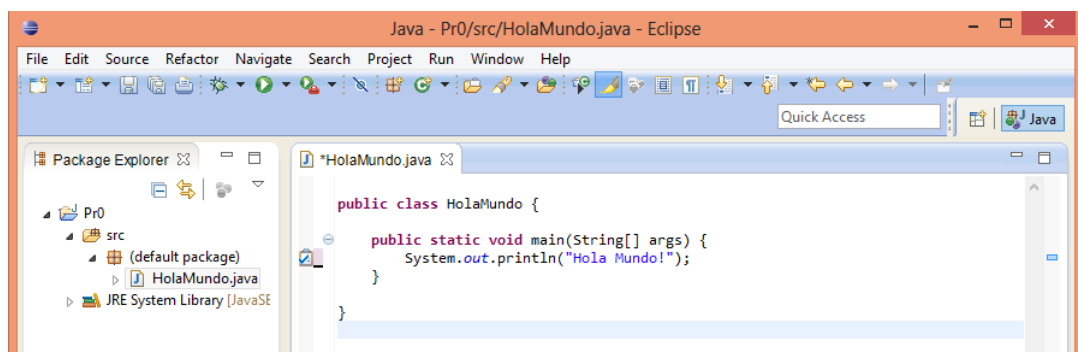 Java - Pr0/src/HolaMundo.java - Eclipse
File Edit Source Refactor Navigate Search Project Run Window Help
Quick Access
Java
Package Explorer
Pr0
src
(default package)
HolaMundo.java
JRE System Library [JavaSE
*HolaMundo.java
public class HolaMundo {
public static void main(String[] args) {
System.out.println("Hola Mundo!");
}
}